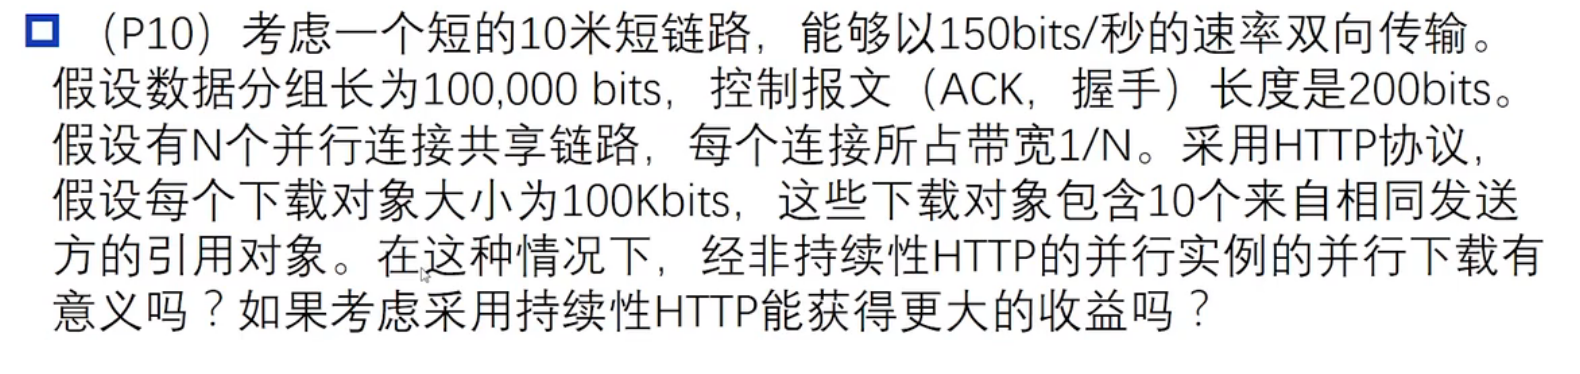 （P10）考虑一个短的10米短链路，能够以150bits/秒的速率双向传输。
假设数据分组长为100,000 bits，控制报文（ACK，握手）长度是200bits。
假设有N个并行连接共享链路，每个连接所占带宽1/N。采用HTTP协议，
假设每个下载对象大小为100Kbits，这些下载对象包含10个来自相同发送
方的引用对象。在这种情况下，经非持续性HTTP的并行实例的并行下载有
意义吗？如果考虑采用持续性HTTP能获得更大的收益吗？